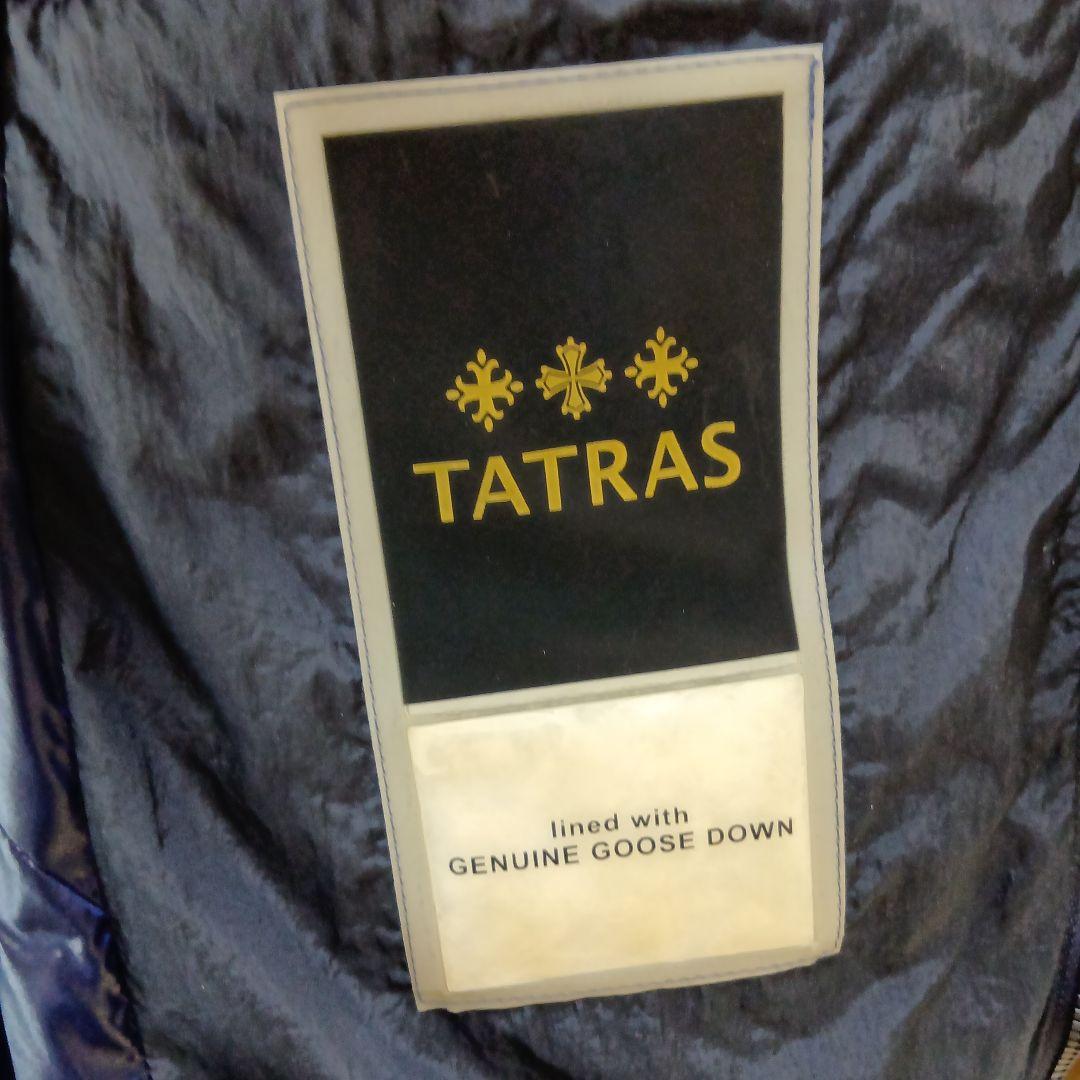 TATRAS
lined with
GENUINE GOOSE DOWN